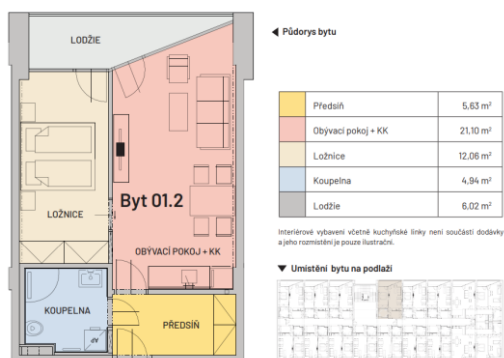 LODŽIE
LOŽNICE
Byt 01.2
OBÝVACÍ POKOJ + KK
KOUPELNA
PŘEDSÍŇ
◀ Půdorys bytu
Předsíň 5,63 m²
Obývací pokoj + KK 21,10 m²
Ložnice 12,06 m²
Koupelna 4,94 m²
Lodžie 6,02 m²
Interiérové vybavení včetně kuchyňské linky není součástí dodávky
a jeho rozmístění je pouze ilustrační.
▼ Umístění bytu na podlaží